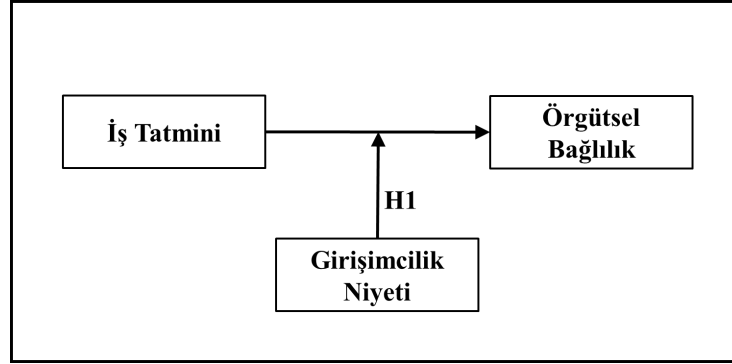 İş Tatmini
Örgütsel
Bağlılık
H1
Girişimcilik
Niyeti